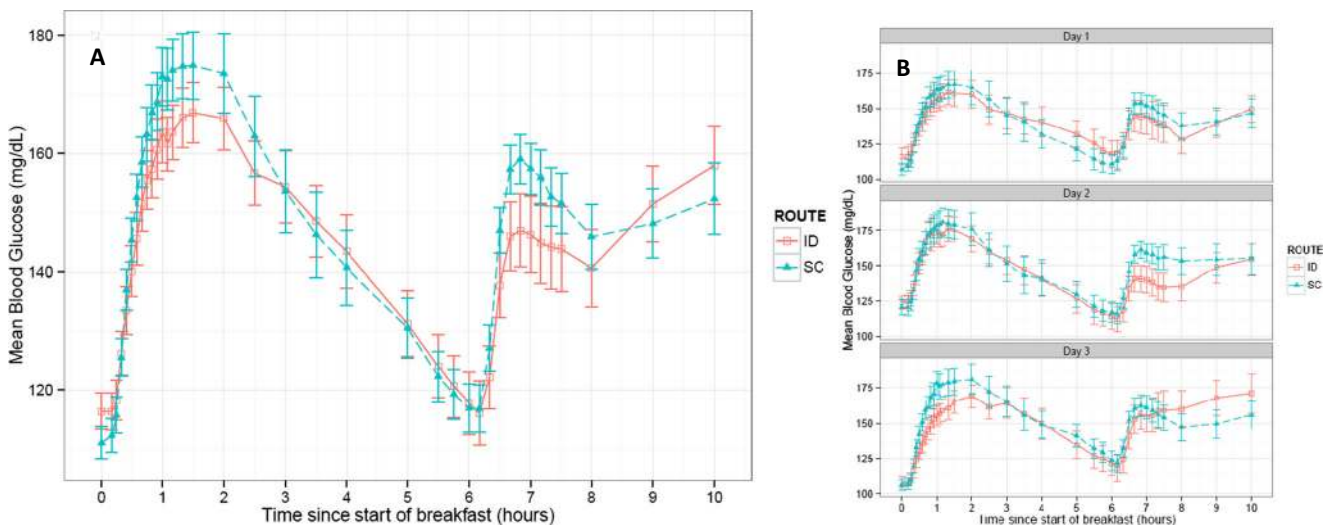 A
Mean Blood Glucose (mg/dL)
180
160
140
120
0 1 2 3 4 5 6 7 8 9 10
Time since start of breakfast (hours)
ROUTE
ID
SC
B
Mean Blood Glucose (mg/dL)
Day 1
175
150
125
100
Day 2
175
150
125
100
Day 3
175
150
125
100
0 1 2 3 4 5 6 7 8 9 10
Time since start of breakfast (hours)
ROUTE
ID
SC